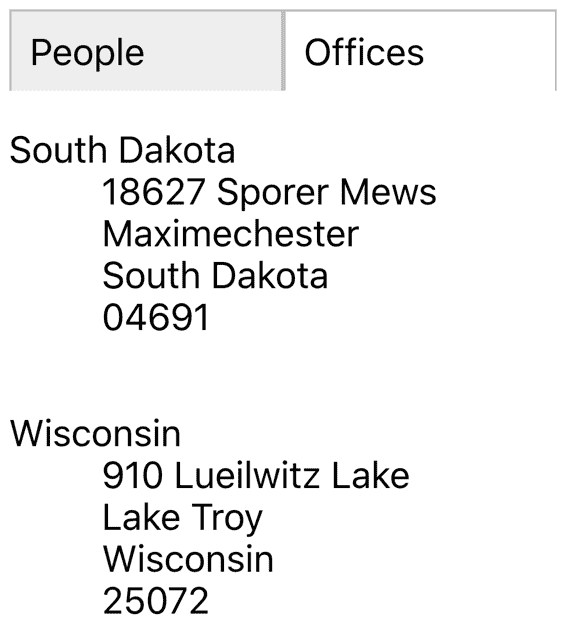 People
Offices
South Dakota
18627 Sporer Mews
Maximechester
South Dakota
04691
Wisconsin
910 Lueilwitz Lake
Lake Troy
Wisconsin
25072